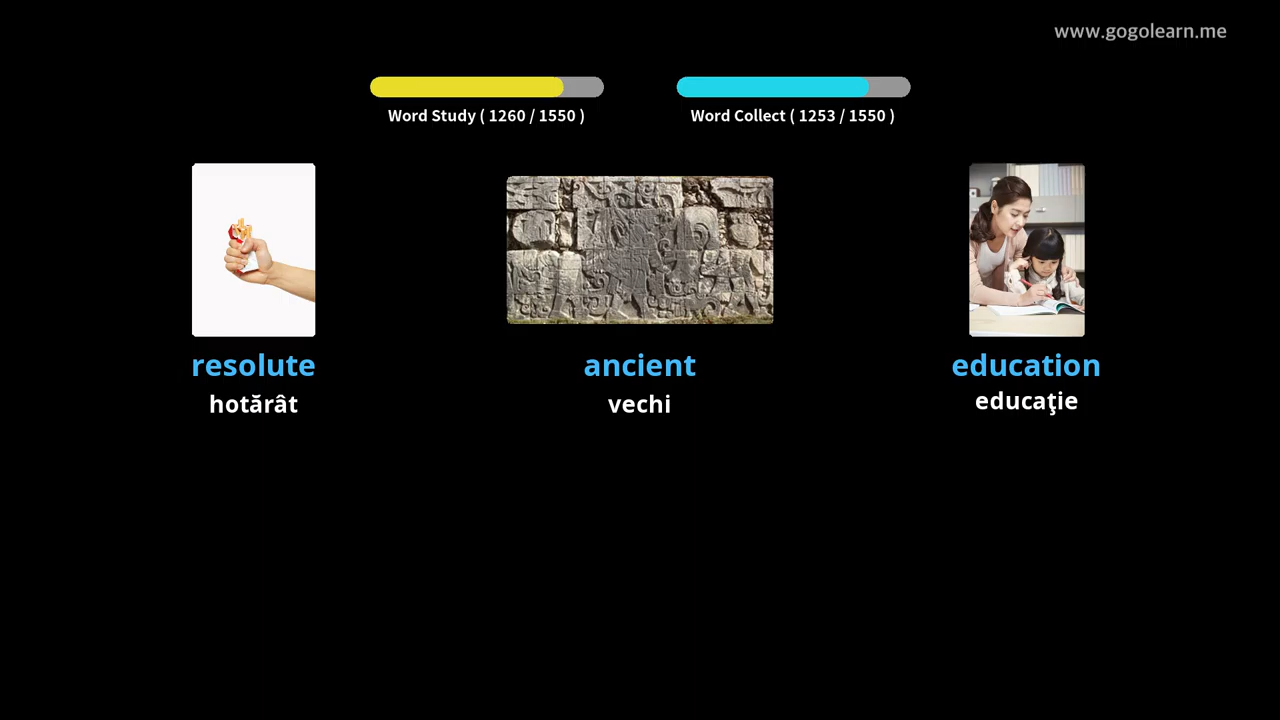 www.gogolearn.me
Word Study ( 1260 / 1550 )
Word Collect ( 1253 / 1550 )
resolute
ancient
education
hotărât
vechi
educaţie